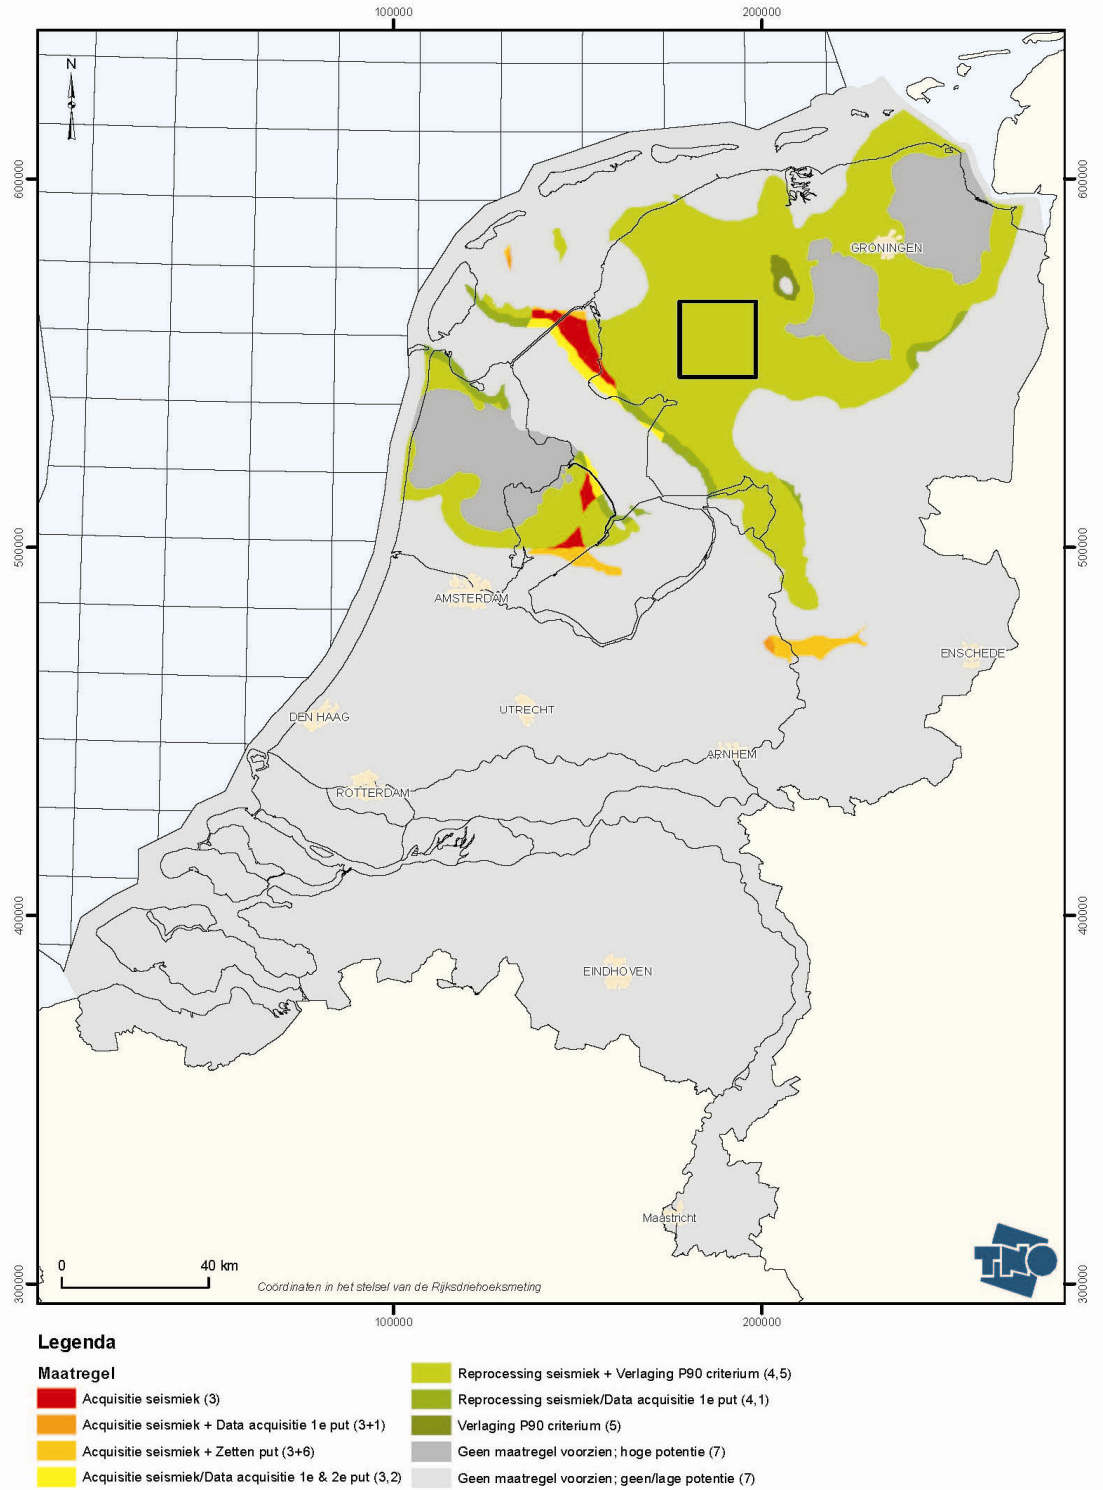 100000
200000
N
600000
600000
GRONINGEN
500000
500000
AMSTERDAM
ENSCHEDE
DEN HAAG
UTRECHT
ARNHEM
ROTTERDAM
400000
400000
EINDHOVEN
Maastricht
TNO
0
40 km
Coördinaten in het stelsel van de Rijksdriehoeksmeting
300000
300000
100000
200000
Legenda
Maatregel
Acquisitie seismiek (3)
Acquisitie seismiek + Data acquisitie 1e put (3+1)
Acquisitie seismiek + Zetten put (3+6)
Acquisitie seismiek/Data acquisitie 1e & 2e put (3,2)
Reprocessing seismiek + Verlaging P90 criterium (4,5)
Reprocessing seismiek/Data acquisitie 1e put (4,1)
Verlaging P90 criterium (5)
Geen maatregel voorzien; hoge potentie (7)
Geen maatregel voorzien; geen/lage potentie (7)